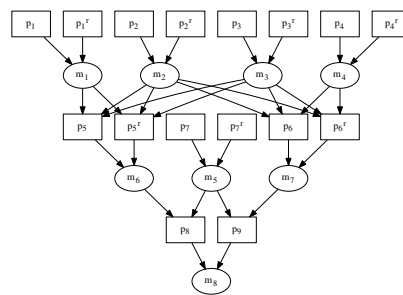 p₁ p₁ʳ p₂ p₂ʳ p₃ p₃ʳ p₄ p₄ʳ
m₁ m₂ m₃ m₄
p₅ p₅ʳ p₇ p₇ʳ p₆ p₆ʳ
m₆ m₅ m₇
p₈ p₉
m₈